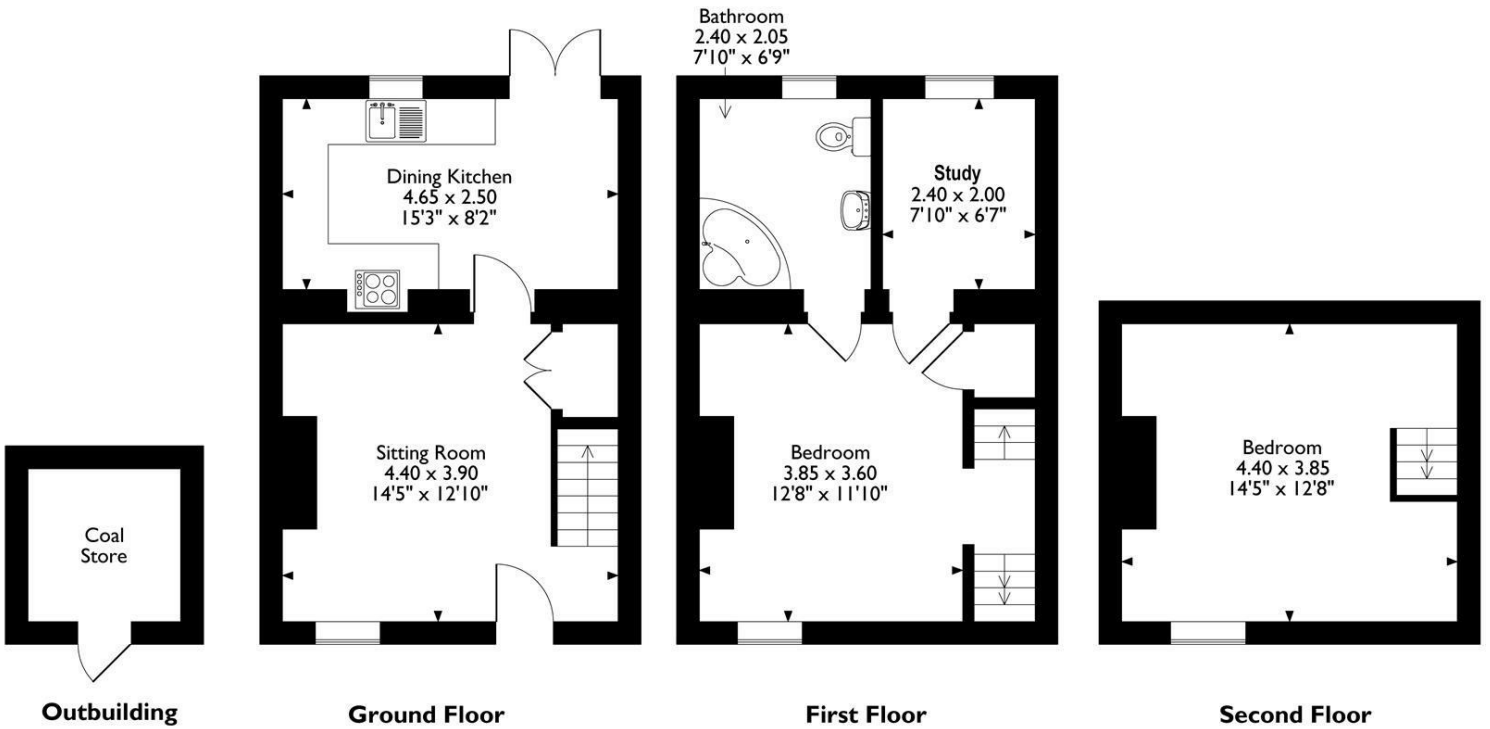 Bathroom
2.40 x 2.05
7'10" x 6'9"
Dining Kitchen
4.65 x 2.50
15'3" x 8'2"
Study
2.40 x 2.00
7'10" x 6'7"
Sitting Room
4.40 x 3.90
14'5" x 12'10"
Bedroom
3.85 x 3.60
12'8" x 11'10"
Bedroom
4.40 x 3.85
14'5" x 12'8"
Coal
Store
Outbuilding
Ground Floor
First Floor
Second Floor